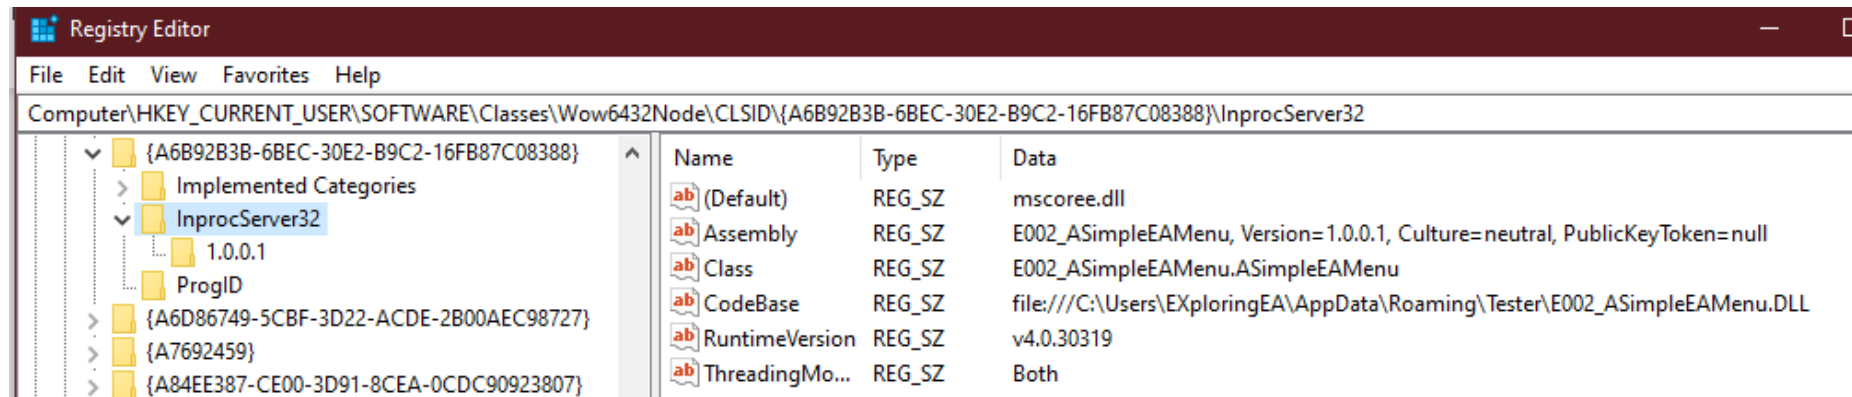 Registry Editor
File Edit View Favorites Help
Computer\HKEY_CURRENT_USER\SOFTWARE\Classes\Wow6432Node\CLSID\{A6B92B3B-6BEC-30E2-B9C2-16FB87C08388}\InprocServer32
{A6B92B3B-6BEC-30E2-B9C2-16FB87C08388}
Implemented Categories
InprocServer32
1.0.0.1
ProgID
{A6D86749-5CBF-3D22-ACDE-2B00AEC98727}
{A7692459}
{A84EE387-CE00-3D91-8CEA-0CDC90923807}
Name Type Data
(Default) REG_SZ mscoree.dll
Assembly REG_SZ E002_ASimpleEAMenu, Version=1.0.0.1, Culture=neutral, PublicKeyToken=null
Class REG_SZ E002_ASimpleEAMenu.ASimpleEAMenu
CodeBase REG_SZ file:///C:\Users\EXploringEA\AppData\Roaming\Tester\E002_ASimpleEAMenu.DLL
RuntimeVersion REG_SZ v4.0.30319
ThreadingMo... REG_SZ Both